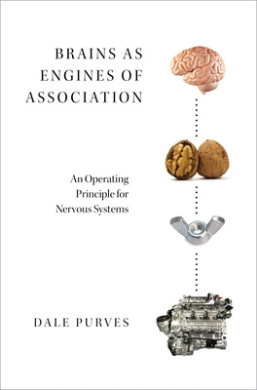 BRAINS AS
ENGINES OF
ASSOCIATION
An Operating
Principle for
Nervous Systems
DALE PURVES